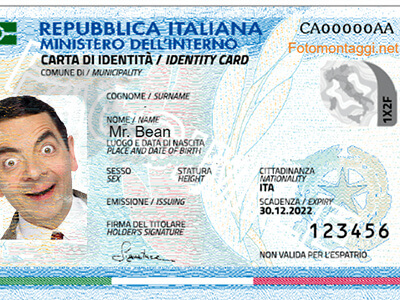 REPUBBLICA ITALIANA
MINISTERO DELL'INTERNO
CA00000AA
Fotomontaggi.net
CARTA DI IDENTITÀ / IDENTITY CARD
COMUNE DI / MUNICIPALITY
COGNOME / SURNAME
NOME / NAME
Mr. Bean
LUOGO E DATA DI NASCITA
PLACE AND DATE OF BIRTH
SESSO
SEX
STATURA
HEIGHT
CITTADINANZA
NATIONALITY
ITA
EMISSIONE / ISSUING
SCADENZA / EXPIRY
30.12.2022
FIRMA DEL TITOLARE
HOLDER'S SIGNATURE
123456
NON VALIDA PER L'ESPATRIO
1X2F